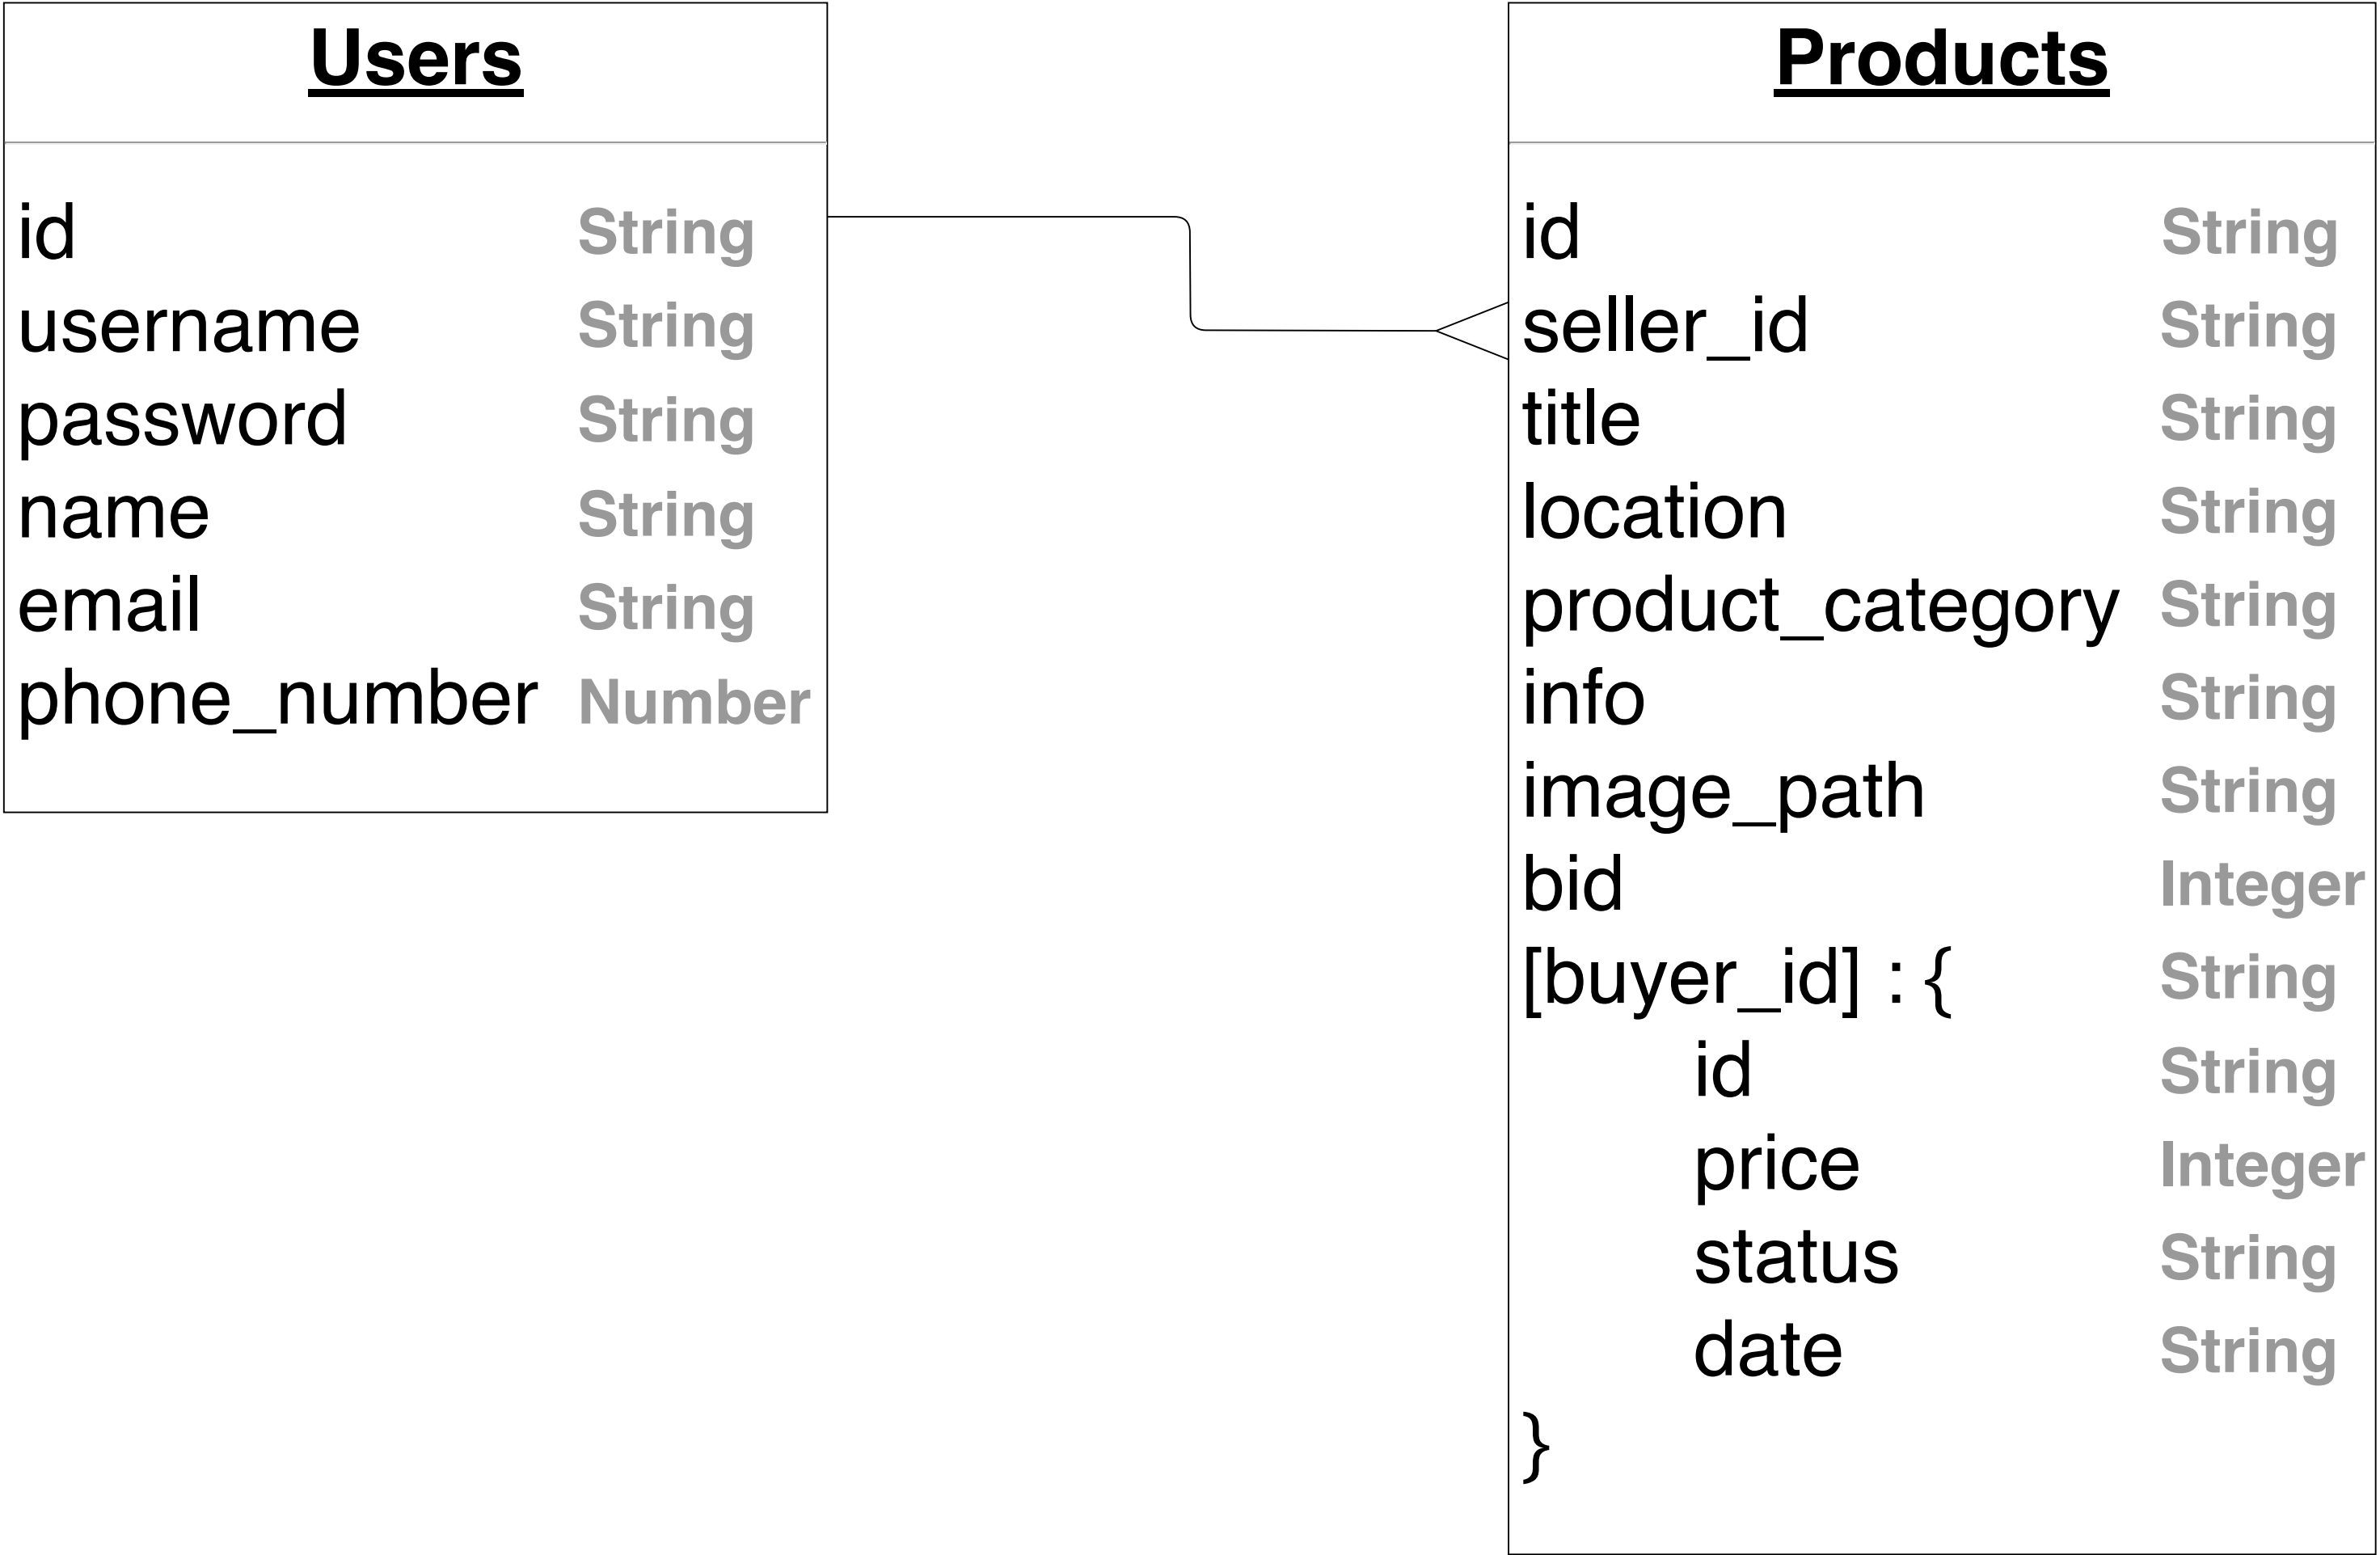 Users
id String
username String
password String
name String
email String
phone_number Number
Products
id String
seller_id String
title String
location String
product_category String
info String
image_path String
bid Integer
[buyer_id] : { String
id String
price Integer
status String
date String
}